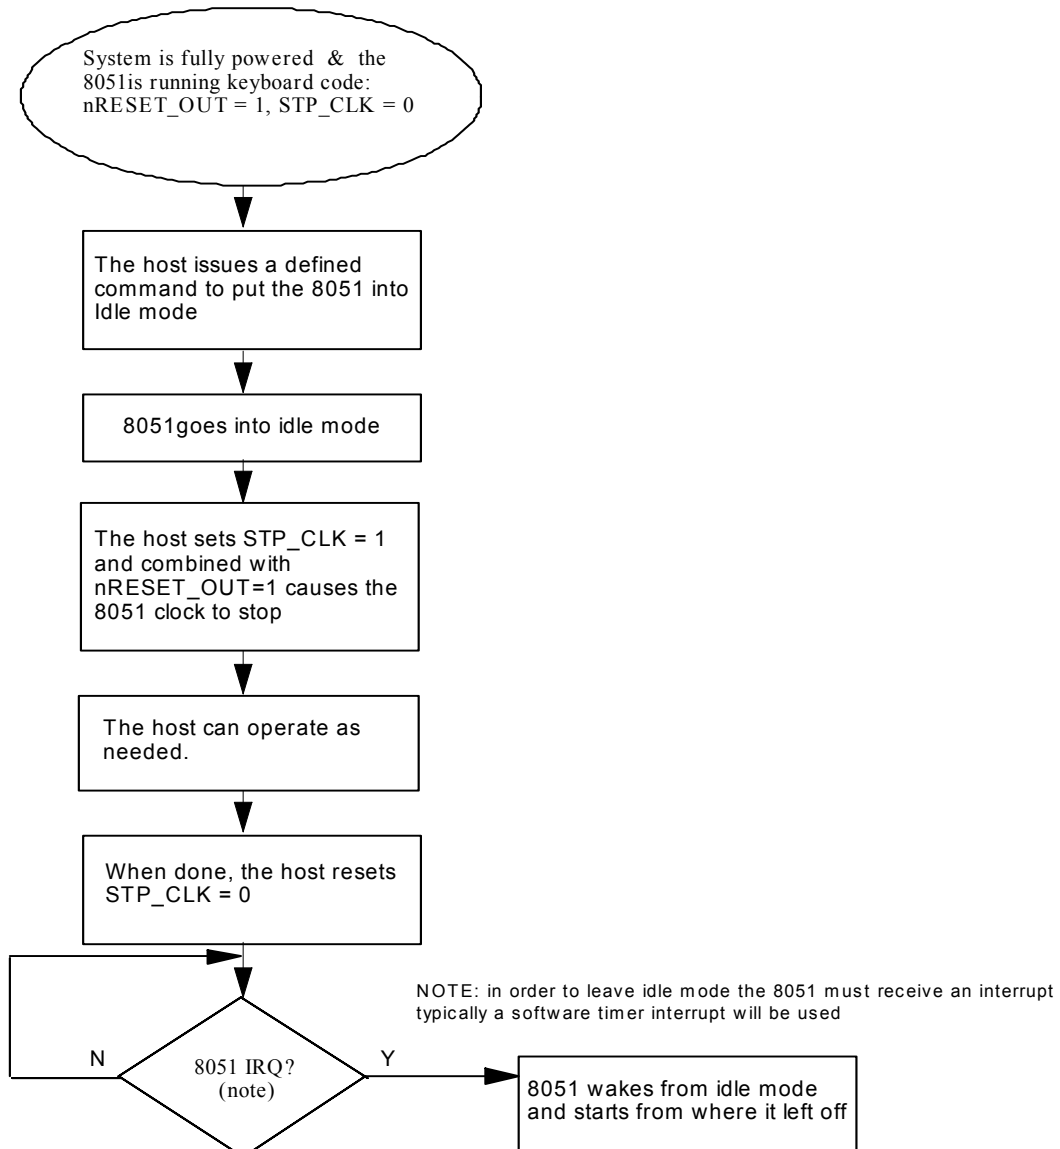 System is fully powered & the
8051is running keyboard code:
nRESET_OUT = 1, STP_CLK = 0
The host issues a defined
command to put the 8051 into
Idle mode
8051goes into idle mode
The host sets STP_CLK = 1
and combined with
nRESET_OUT=1 causes the
8051 clock to stop
The host can operate as
needed.
When done, the host resets
STP_CLK = 0
NOTE: in order to leave idle mode the 8051 must receive an interrupt
typically a software timer interrupt will be used
N
8051 IRQ?
(note)
Y
8051 wakes from idle mode
and starts from where it left off